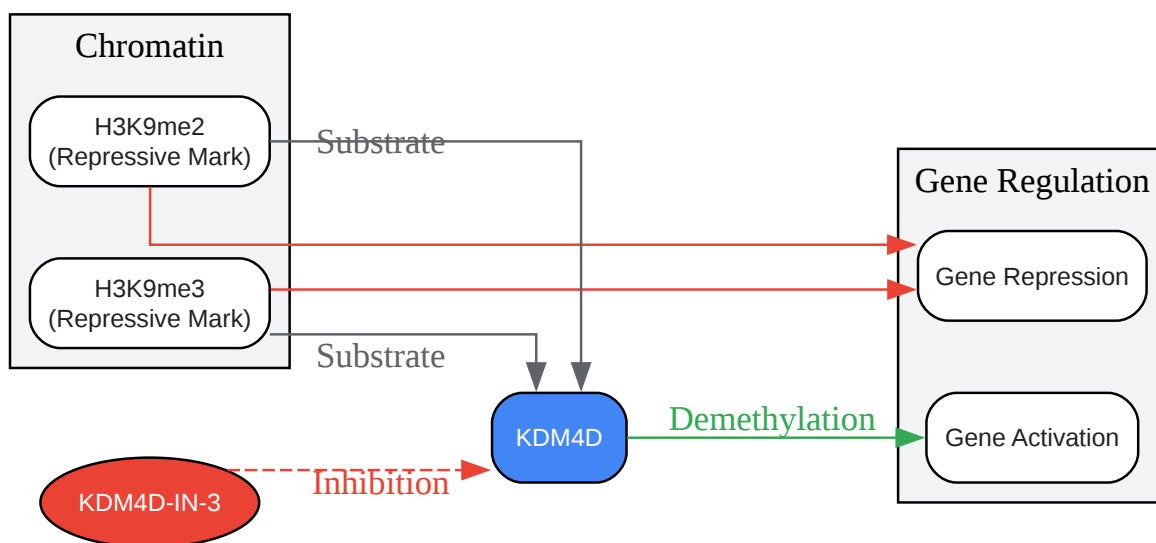 Chromatin
H3K9me2
(Repressive Mark)
Substrate
Gene Regulation
Gene Repression
H3K9me3
(Repressive Mark)
Substrate
KDM4D
Demethylation
Gene Activation
KDM4D-IN-3
Inhibition